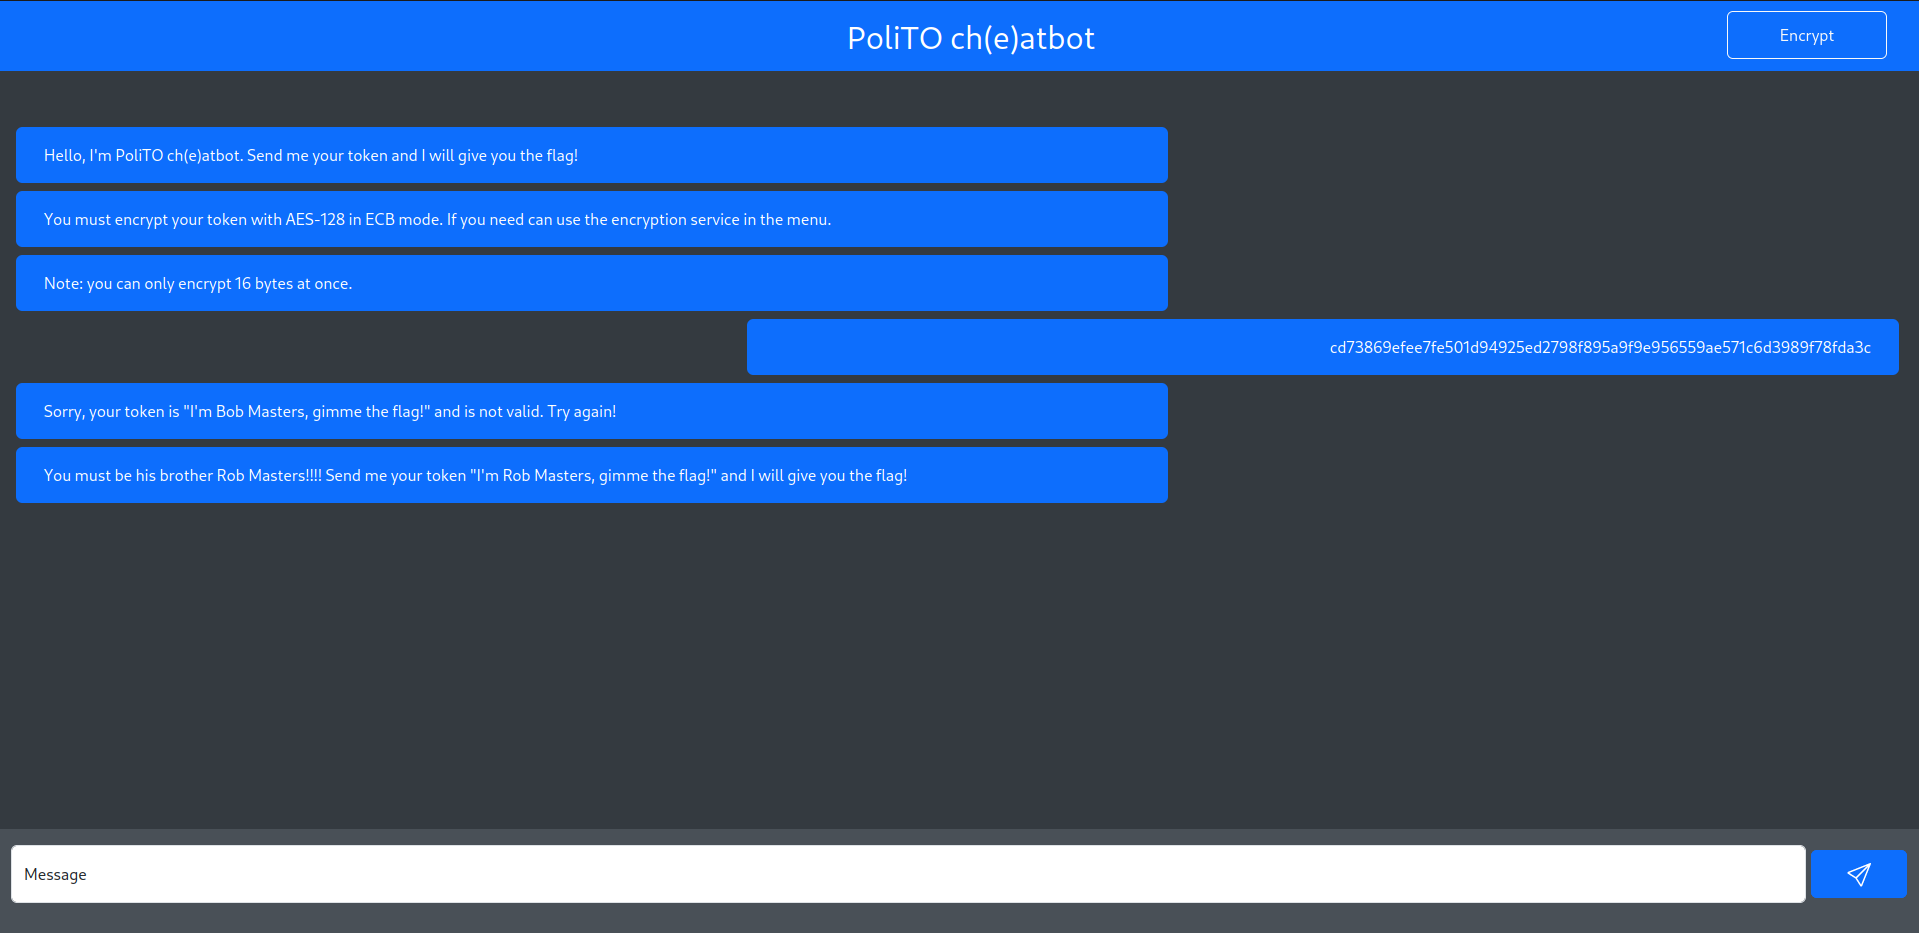 PoliTO ch(e)atbot
Encrypt
Hello, I'm PoliTO ch(e)atbot. Send me your token and I will give you the flag!
You must encrypt your token with AES-128 in ECB mode. If you need can use the encryption service in the menu.
Note: you can only encrypt 16 bytes at once.
cd73869efee7fe501d94925ed2798f895a9f9e956559ae571c6d3989f78fda3c
Sorry, your token is "I'm Bob Masters, gimme the flag!" and is not valid. Try again!
You must be his brother Rob Masters!!!! Send me your token "I'm Rob Masters, gimme the flag!" and I will give you the flag!
Message